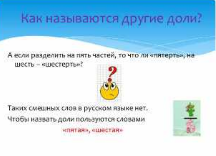 Как называются другие доли?
А если разделить на пять частей, то что ли «пятерть», на
шесть – «шестерть»?
Таких смешных слов в русском языке нет.
Чтобы назвать доли пользуются словами
«пятая», «шестая»